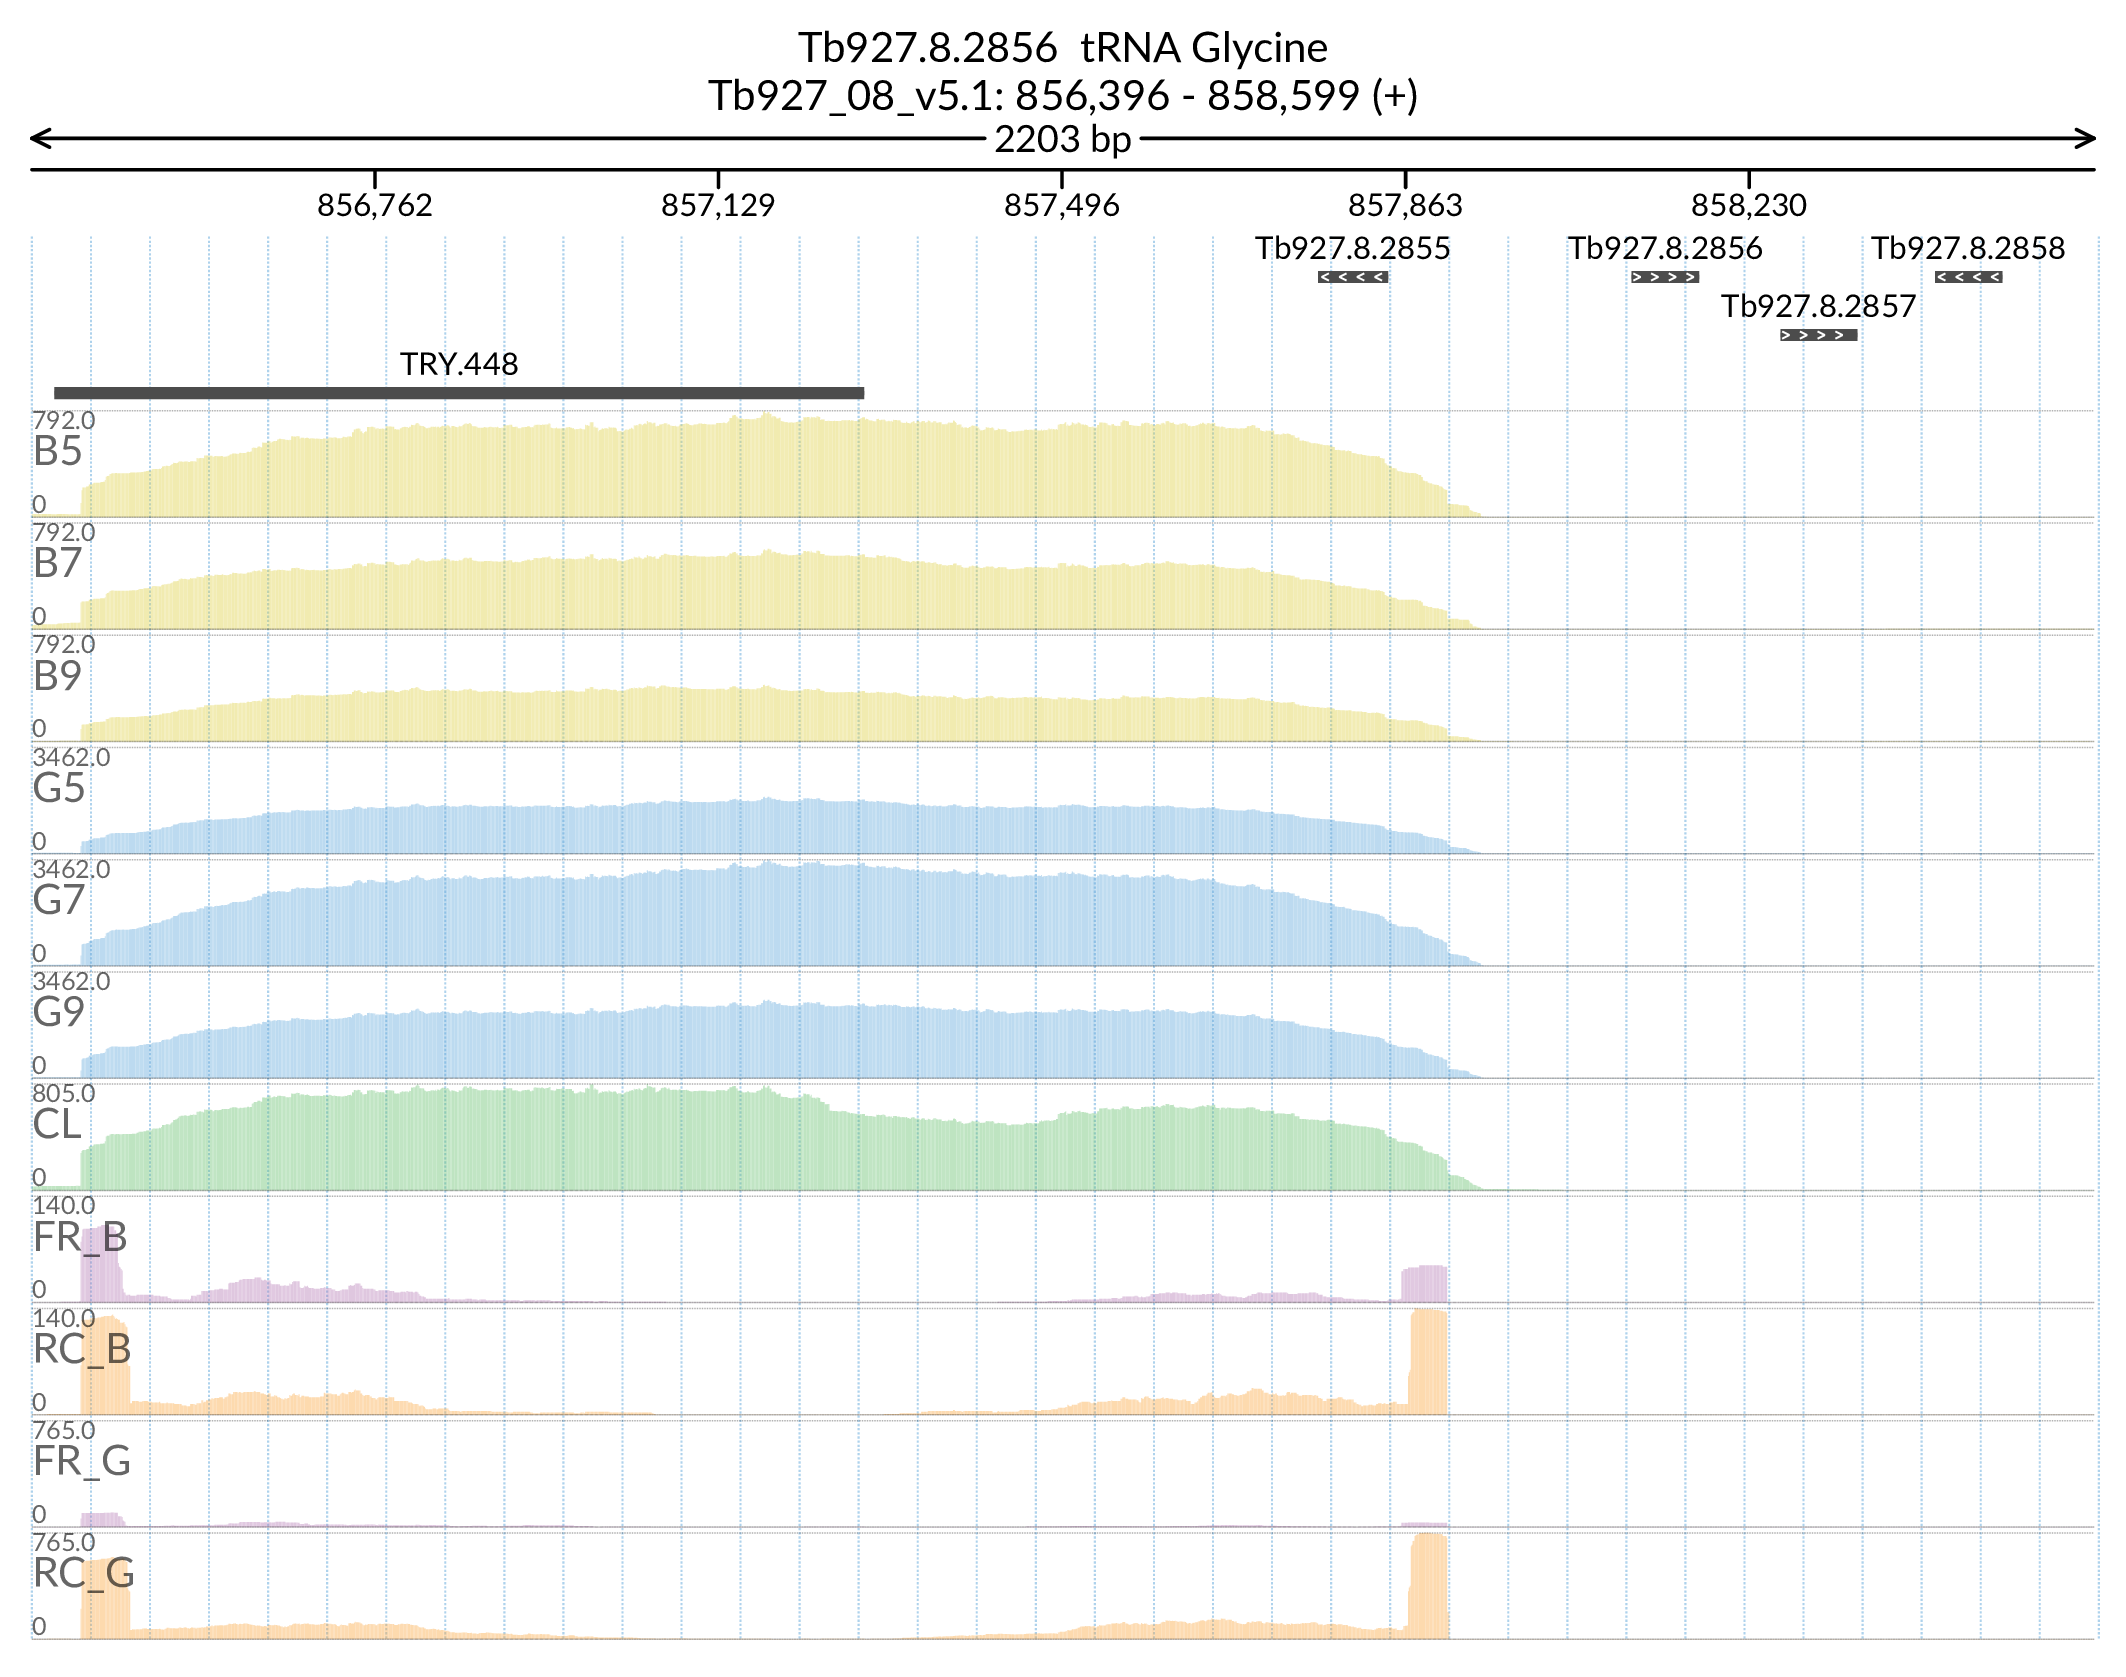 Tb927.8.2856 tRNA Glycine
Tb927_08_v5.1: 856,396 - 858,599 (+)
2203 bp
856,762 857,129 857,496 857,863 858,230
Tb927.8.2855 Tb927.8.2856 Tb927.8.2858
Tb927.8.2857
TRY.448
792.0
B5
0
792.0
B7
0
792.0
B9
0
3462.0
G5
0
3462.0
G7
0
3462.0
G9
0
805.0
CL
0
140.0
FR_B
0
140.0
RC_B
0
765.0
FR_G
0
765.0
RC_G
0